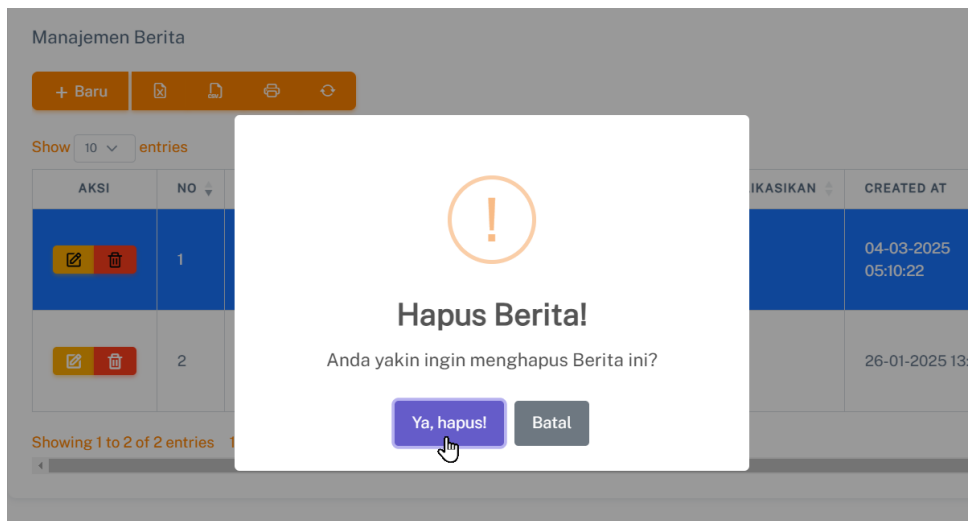 Manajemen Berita
+ Baru
Show 10 entries
AKSI NO IKASIKAN CREATED AT
1 04-03-2025
05:10:22
!
Hapus Berita!
Anda yakin ingin menghapus Berita ini?
2 26-01-2025 13:
Ya, hapus! Batal
Showing 1 to 2 of 2 entries 1